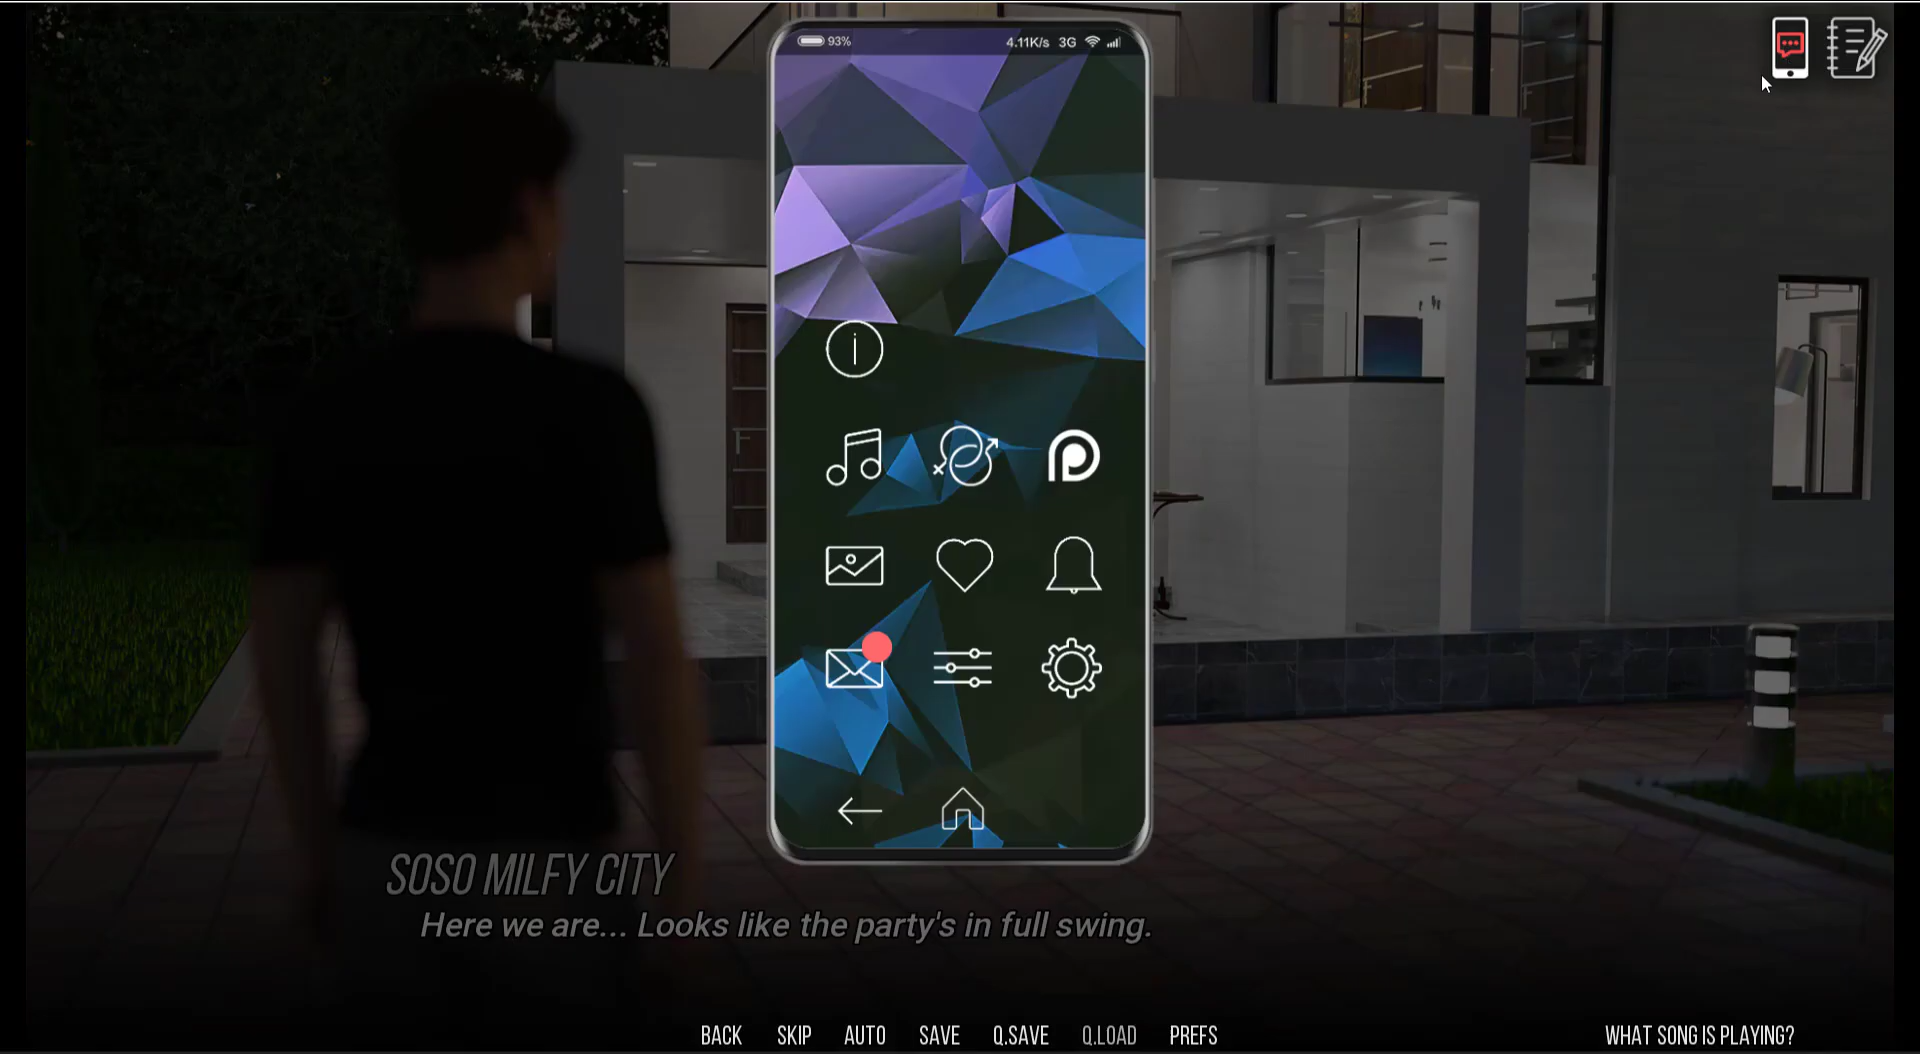 93%
4.11K/s 3G
SOSO MILFY CITY
Here we are... Looks like the party's in full swing.
BACK SKIP AUTO SAVE Q.SAVE Q.LOAD PREFS
WHAT SONG IS PLAYING?